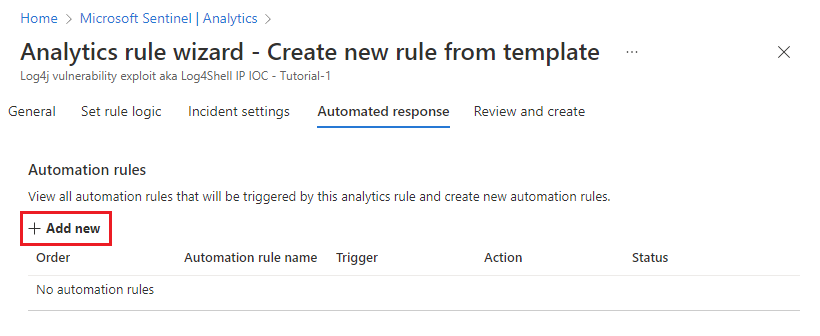 Home > Microsoft Sentinel | Analytics >
Analytics rule wizard - Create new rule from template ...
Log4j vulnerability exploit aka Log4Shell IP IOC - Tutorial-1
General Set rule logic Incident settings Automated response Review and create
Automation rules
View all automation rules that will be triggered by this analytics rule and create new automation rules.
+ Add new
Order Automation rule name Trigger Action Status
No automation rules